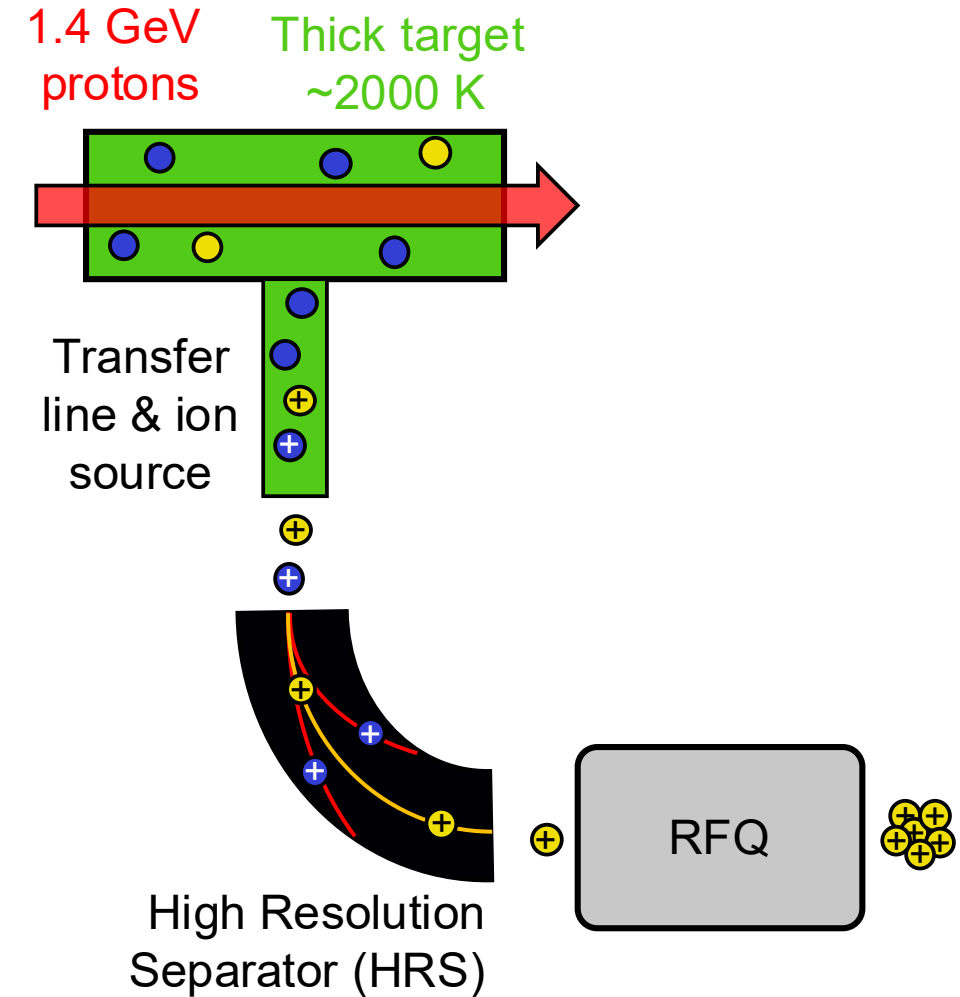 1.4 GeV
protons
Thick target
~2000 K
Transfer
line & ion
source
High Resolution
Separator (HRS)
RFQ